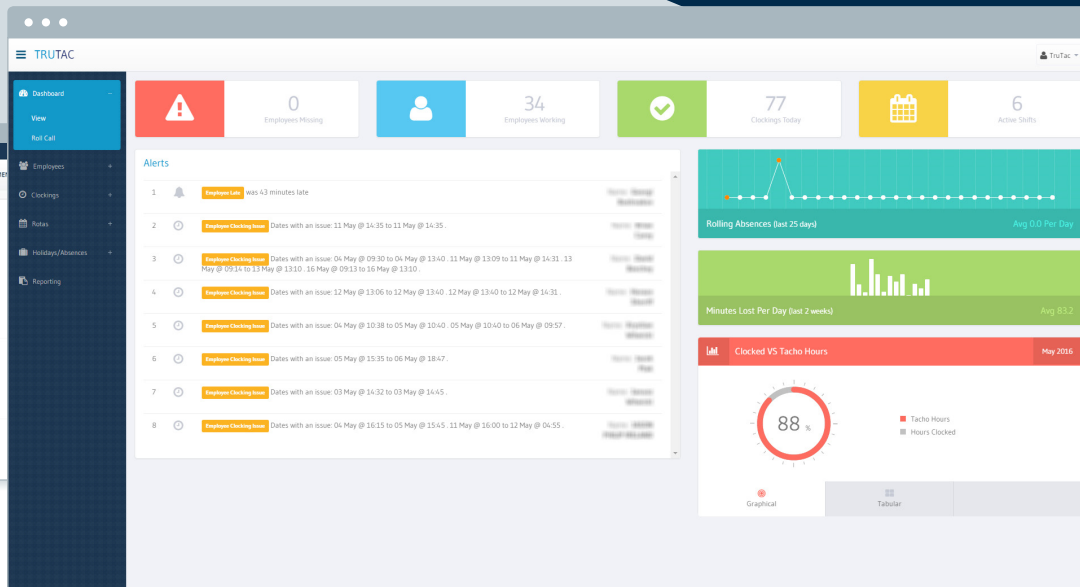 TRUTAC
TruTac
Dashboard
View
Roll Call
Employees
Clockings
Rotas
Holidays/Absences
Reporting
0
Employees Missing
34
Employees Working
77
Clockings Today
6
Active Shifts
Alerts
1 Employee Late was 43 minutes late
2 Employee Clocking Issue Dates with an issue: 11 May @ 14:35 to 11 May @ 14:35 .
3 Employee Clocking Issue Dates with an issue: 04 May @ 09:30 to 04 May @ 13:40 . 11 May @ 13:09 to 11 May @ 14:31 . 13
May @ 09:14 to 13 May @ 13:10 . 16 May @ 09:13 to 16 May @ 13:10 .
4 Employee Clocking Issue Dates with an issue: 12 May @ 13:06 to 12 May @ 13:40 . 12 May @ 13:40 to 12 May @ 14:31 .
5 Employee Clocking Issue Dates with an issue: 04 May @ 10:38 to 05 May @ 10:40 . 05 May @ 10:40 to 06 May @ 09:57 .
6 Employee Clocking Issue Dates with an issue: 05 May @ 15:35 to 06 May @ 18:47 .
7 Employee Clocking Issue Dates with an issue: 03 May @ 14:32 to 03 May @ 14:45 .
8 Employee Clocking Issue Dates with an issue: 04 May @ 16:15 to 05 May @ 15:45 . 11 May @ 16:00 to 12 May @ 04:55 .
Rolling Absences (last 25 days) Avg 0.0 Per Day
Minutes Lost Per Day (last 2 weeks) Avg 83.2
Clocked VS Tacho Hours May 2016
88 %
Tacho Hours
Hours Clocked
Graphical
Tabular